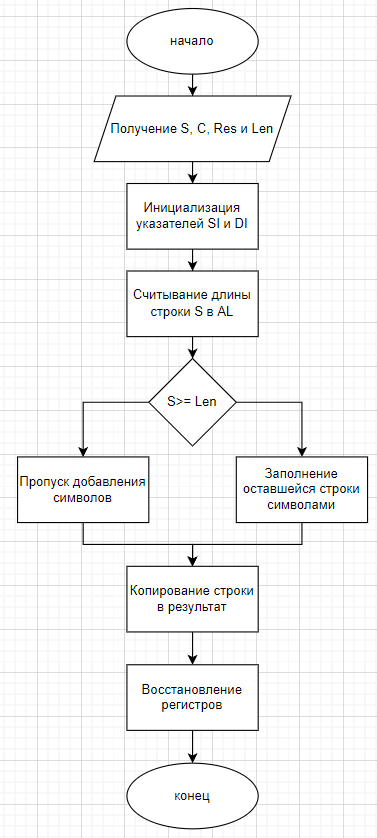 начало
Получение S, C, Res и Len
Инициализация
указателей SI и DI
Считывание длины
строки S в AL
S>= Len
Пропуск добавления
символов
Заполнение
оставшейся строки
символами
Копирование строки
в результат
Восстановление
регистров
конец